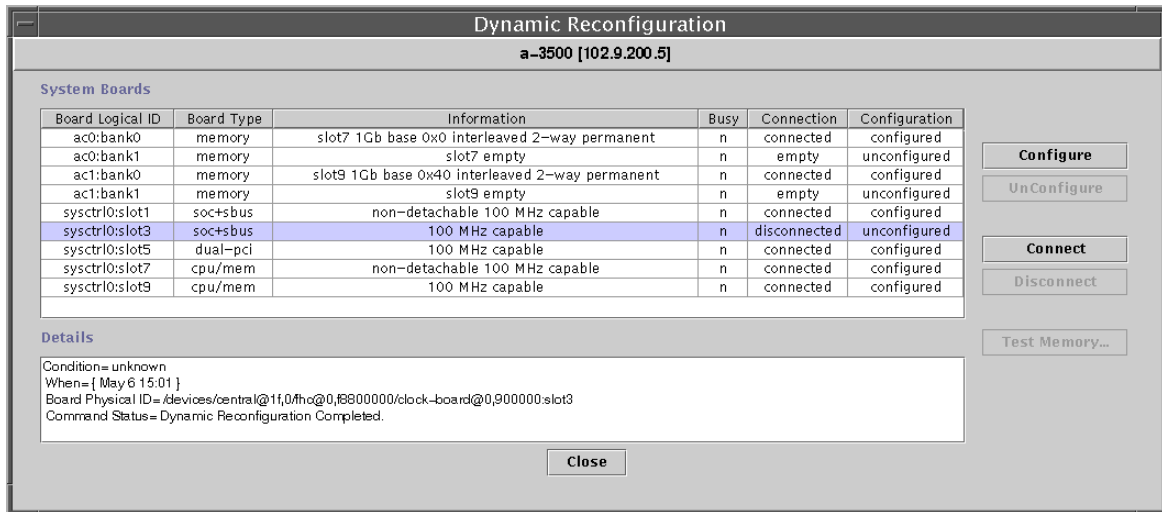 Dynamic Reconfiguration
a-3500 [102.9.200.5]
System Boards
Board Logical ID Board Type Information Busy Connection Configuration
ac0:bank0 memory slot7 1Gb base 0x0 interleaved 2-way permanent n connected configured
ac0:bank1 memory slot7 empty n empty unconfigured
ac1:bank0 memory slot9 1Gb base 0x40 interleaved 2-way permanent n connected configured
ac1:bank1 memory slot9 empty n empty unconfigured
sysctrl0:slot1 soc+sbus non-detachable 100 MHz capable n connected configured
sysctrl0:slot3 soc+sbus 100 MHz capable n disconnected unconfigured
sysctrl0:slot5 dual-pci 100 MHz capable n connected configured
sysctrl0:slot7 cpu/mem non-detachable 100 MHz capable n connected configured
sysctrl0:slot9 cpu/mem 100 MHz capable n connected configured
Configure
UnConfigure
Connect
Disconnect
Test Memory...
Details
Condition= unknown
When= { May 6 15:01 }
Board Physical ID= /devices/central@1f,0/fhc@0,f8800000/clock-board@0,900000:slot3
Command Status= Dynamic Reconfiguration Completed.
Close